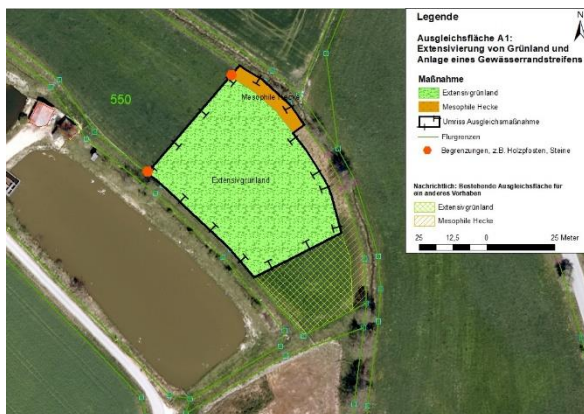 Legende
N
Ausgleichsfläche A1:
Extensivierung von Grünland und
Anlage eines Gewässerrandstreifens
Maßnahme
Extensivgrünland
Mesophile Hecke
Umriss Ausgleichsmaßnahme
Flurgrenzen
Begrenzungen, z.B. Holzpfosten, Steine
Nachrichtlich: Bestehende Ausgleichsfläche für
ein anderes Vorhaben
Extensivgrünland
Mesophile Hecke
25 12,5 0 25 Meter
550
Mesophile Hecke
Extensivgrünland